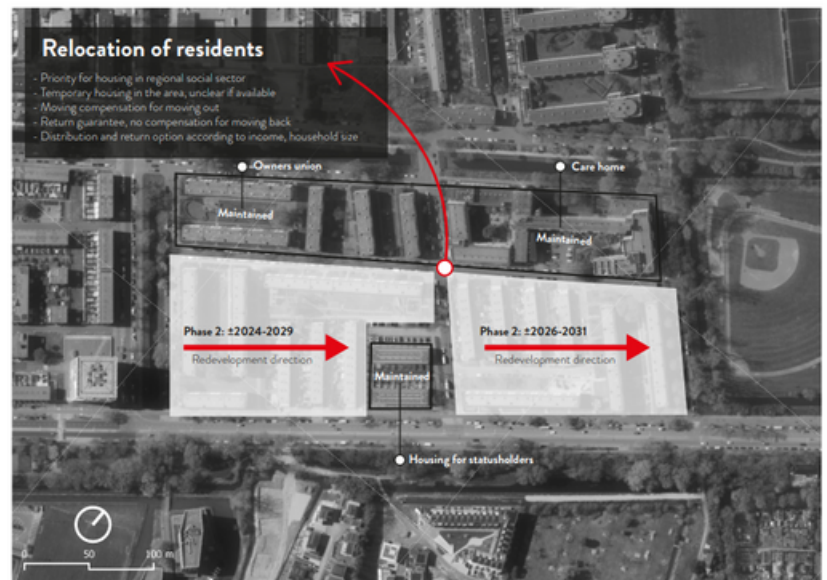 Relocation of residents
- Priority for housing in regional social sector
- Temporary housing in the area, unclear if available
- Moving compensation for moving out
- Return guarantee, no compensation for moving back
- Distribution and return option according to income, household size
Owners union
Care home
Maintained
Maintained
Phase 2: ±2024-2029
Redevelopment direction
Phase 2: ±2026-2031
Redevelopment direction
Maintained
Housing for statusholders
0 50 100 m